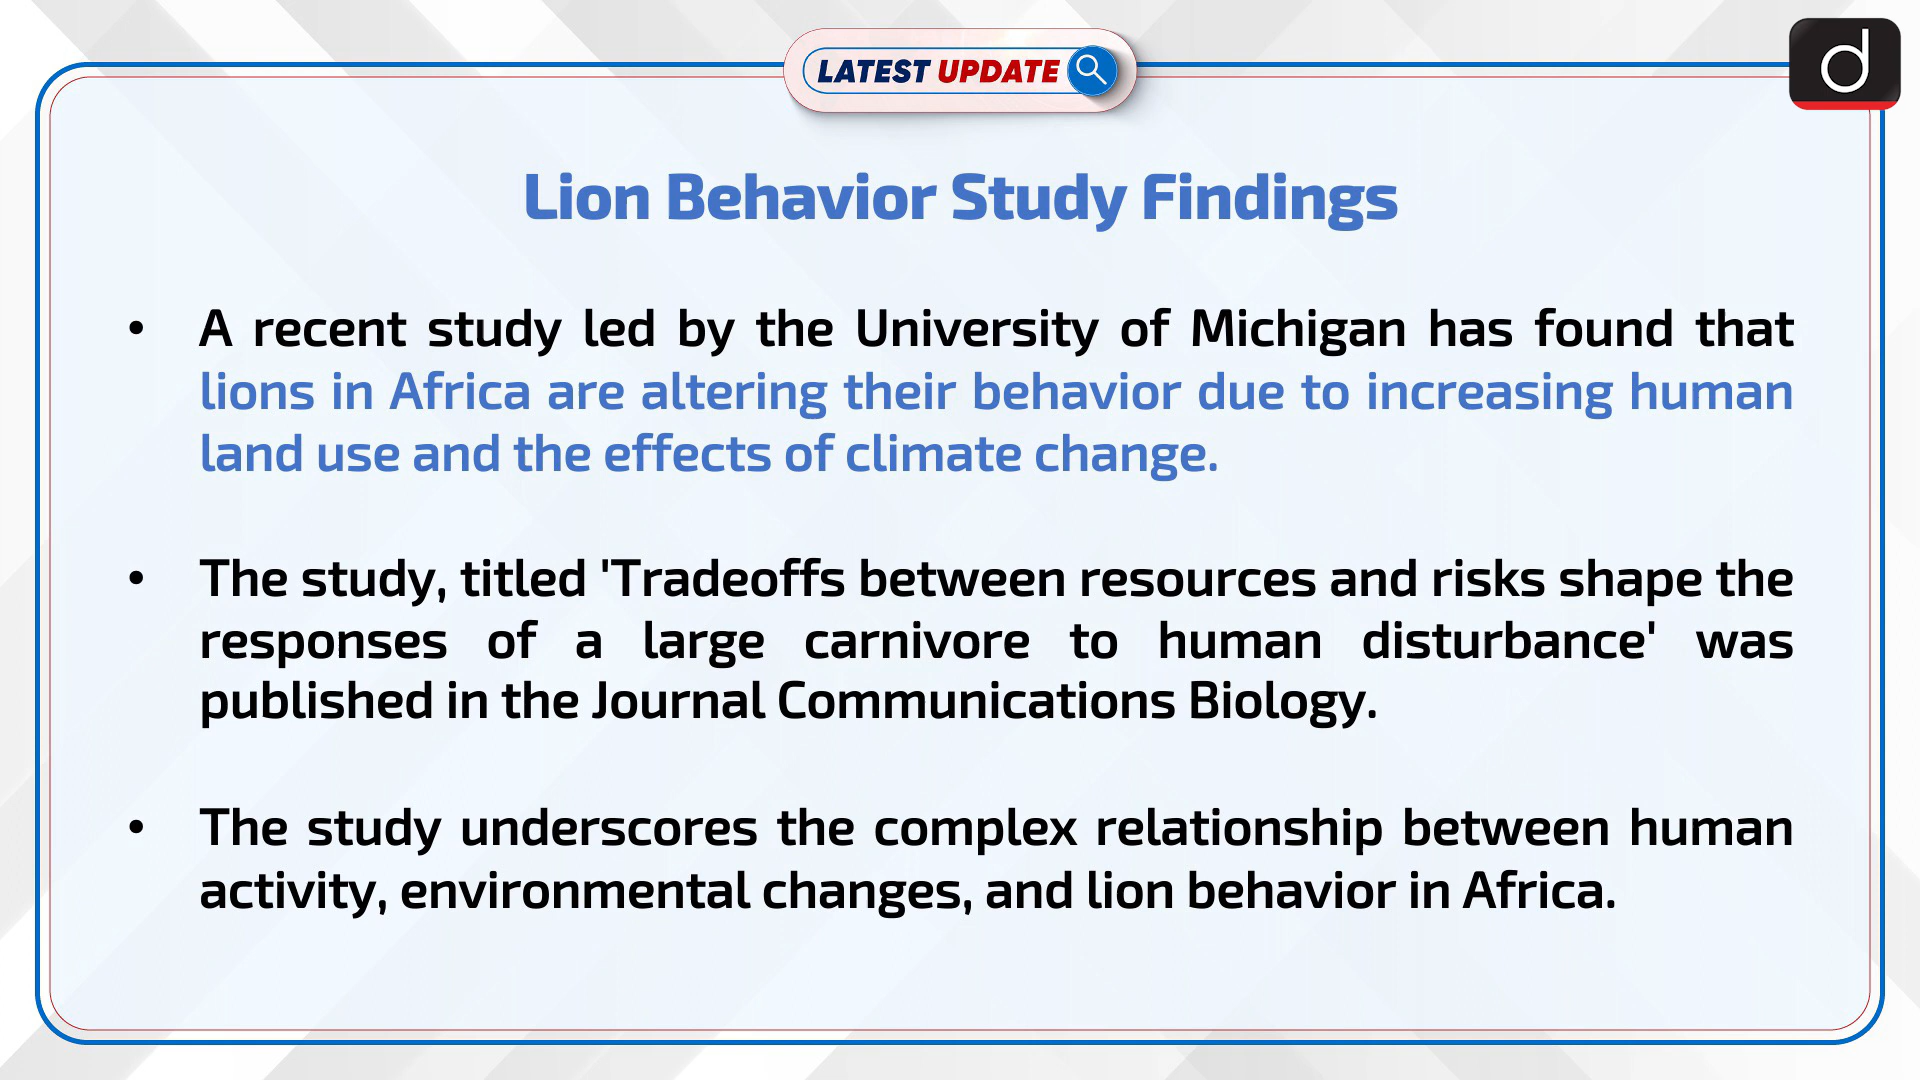 LATEST UPDATE
d
Lion Behavior Study Findings
• A recent study led by the University of Michigan has found that
lions in Africa are altering their behavior due to increasing human
land use and the effects of climate change.
• The study, titled 'Tradeoffs between resources and risks shape the
responses of a large carnivore to human disturbance' was
published in the Journal Communications Biology.
• The study underscores the complex relationship between human
activity, environmental changes, and lion behavior in Africa.